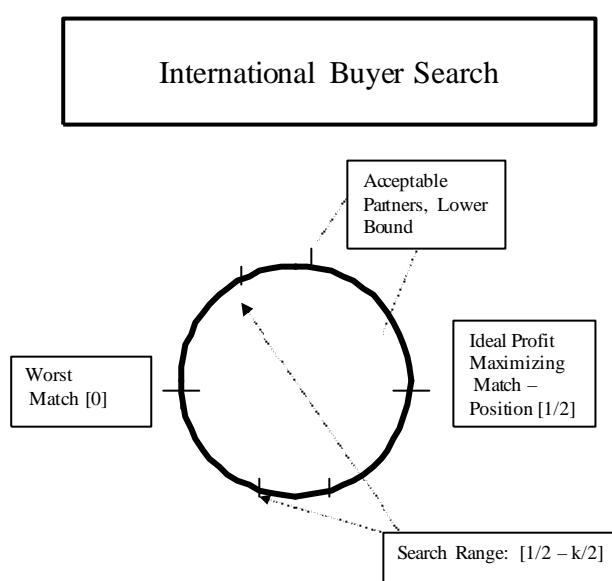 International Buyer Search
Acceptable
Partners, Lower
Bound
Worst
Match [0]
Ideal Profit
Maximizing
Match –
Position [1/2]
Search Range: [1/2 – k/2]